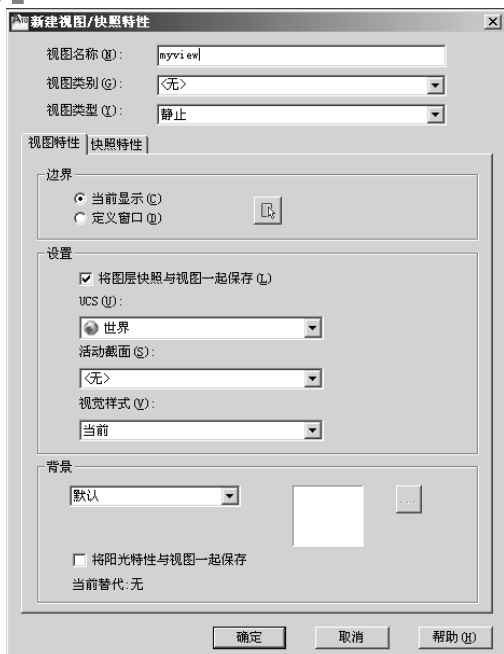 新建视图/快照特性
视图名称(N): myview
视图类别(G): <无>
视图类型(Y): 静止
视图特性 快照特性
边界
当前显示(C)
定义窗口(D)
设置
将图层快照与视图一起保存(L)
UCS(U):
世界
活动截面(S):
<无>
视觉样式(V):
当前
背景
默认
...
将阳光特性与视图一起保存
当前替代:无
确定 取消 帮助(H)